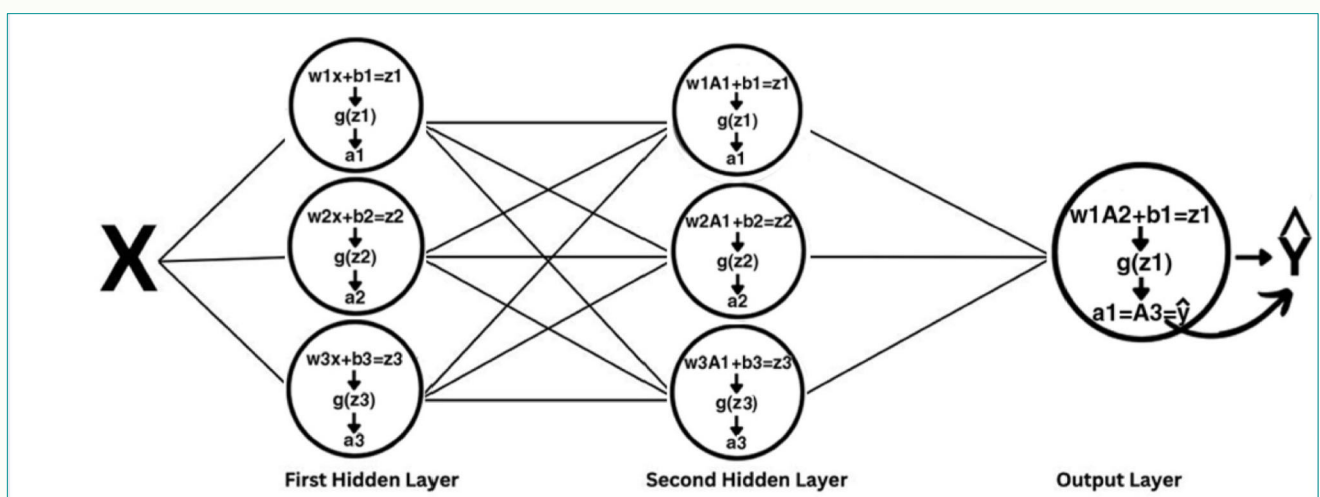 X
w1x+b1=z1
g(z1)
a1
w2x+b2=z2
g(z2)
a2
w3x+b3=z3
g(z3)
a3
First Hidden Layer
w1A1+b1=z1
g(z1)
a1
w2A1+b2=z2
g(z2)
a2
w3A1+b3=z3
g(z3)
a3
Second Hidden Layer
w1A2+b1=z1
g(z1)
a1=A3=ŷ
Output Layer
Ŷ